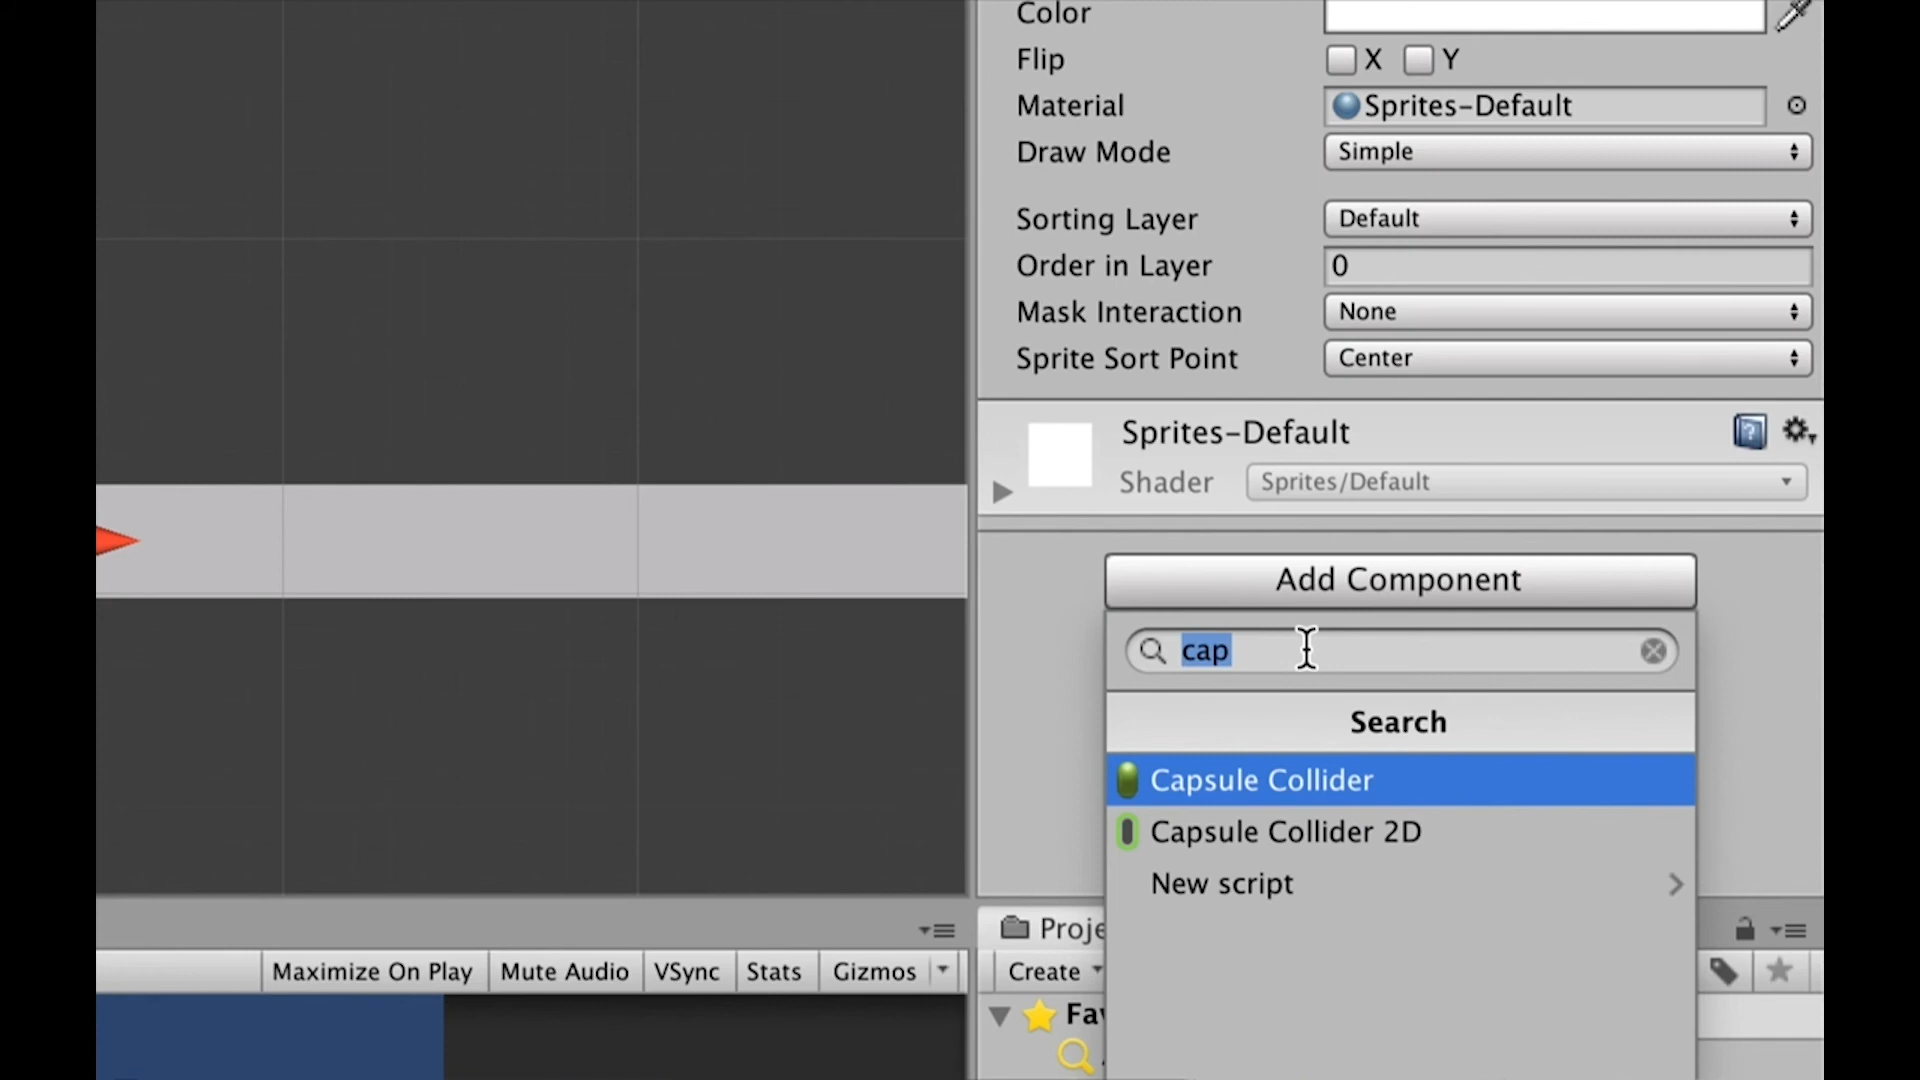 Color
Flip X Y
Material Sprites-Default
Draw Mode Simple
Sorting Layer Default
Order in Layer 0
Mask Interaction None
Sprite Sort Point Center
Sprites-Default
Shader Sprites/Default
Add Component
cap
Search
Capsule Collider
Capsule Collider 2D
New script
Proje
Maximize On Play Mute Audio VSync Stats Gizmos
Create
Fav